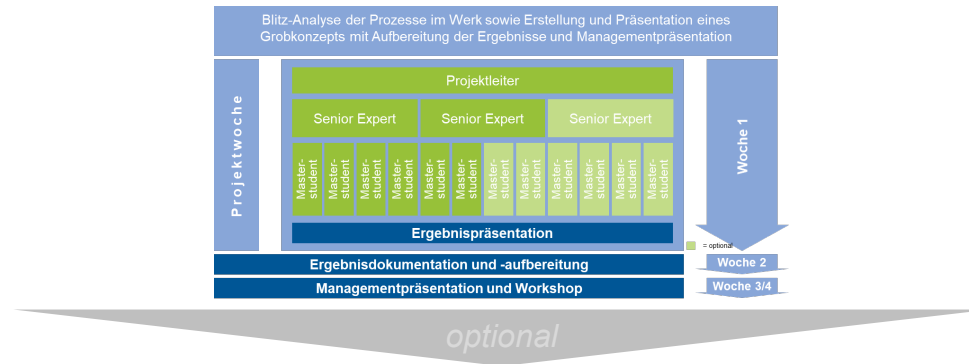 Blitz-Analyse der Prozesse im Werk sowie Erstellung und Präsentation eines
Grobkonzepts mit Aufbereitung der Ergebnisse und Managementpräsentation
Projektwoche
Projektleiter
Senior Expert
Senior Expert
Senior Expert
Master-
student
Master-
student
Master-
student
Master-
student
Master-
student
Master-
student
Master-
student
Master-
student
Master-
student
Master-
student
Master-
student
Master-
student
Ergebnispräsentation
Woche 1
= optional
Ergebnisdokumentation und -aufbereitung
Woche 2
Managementpräsentation und Workshop
Woche 3/4
optional